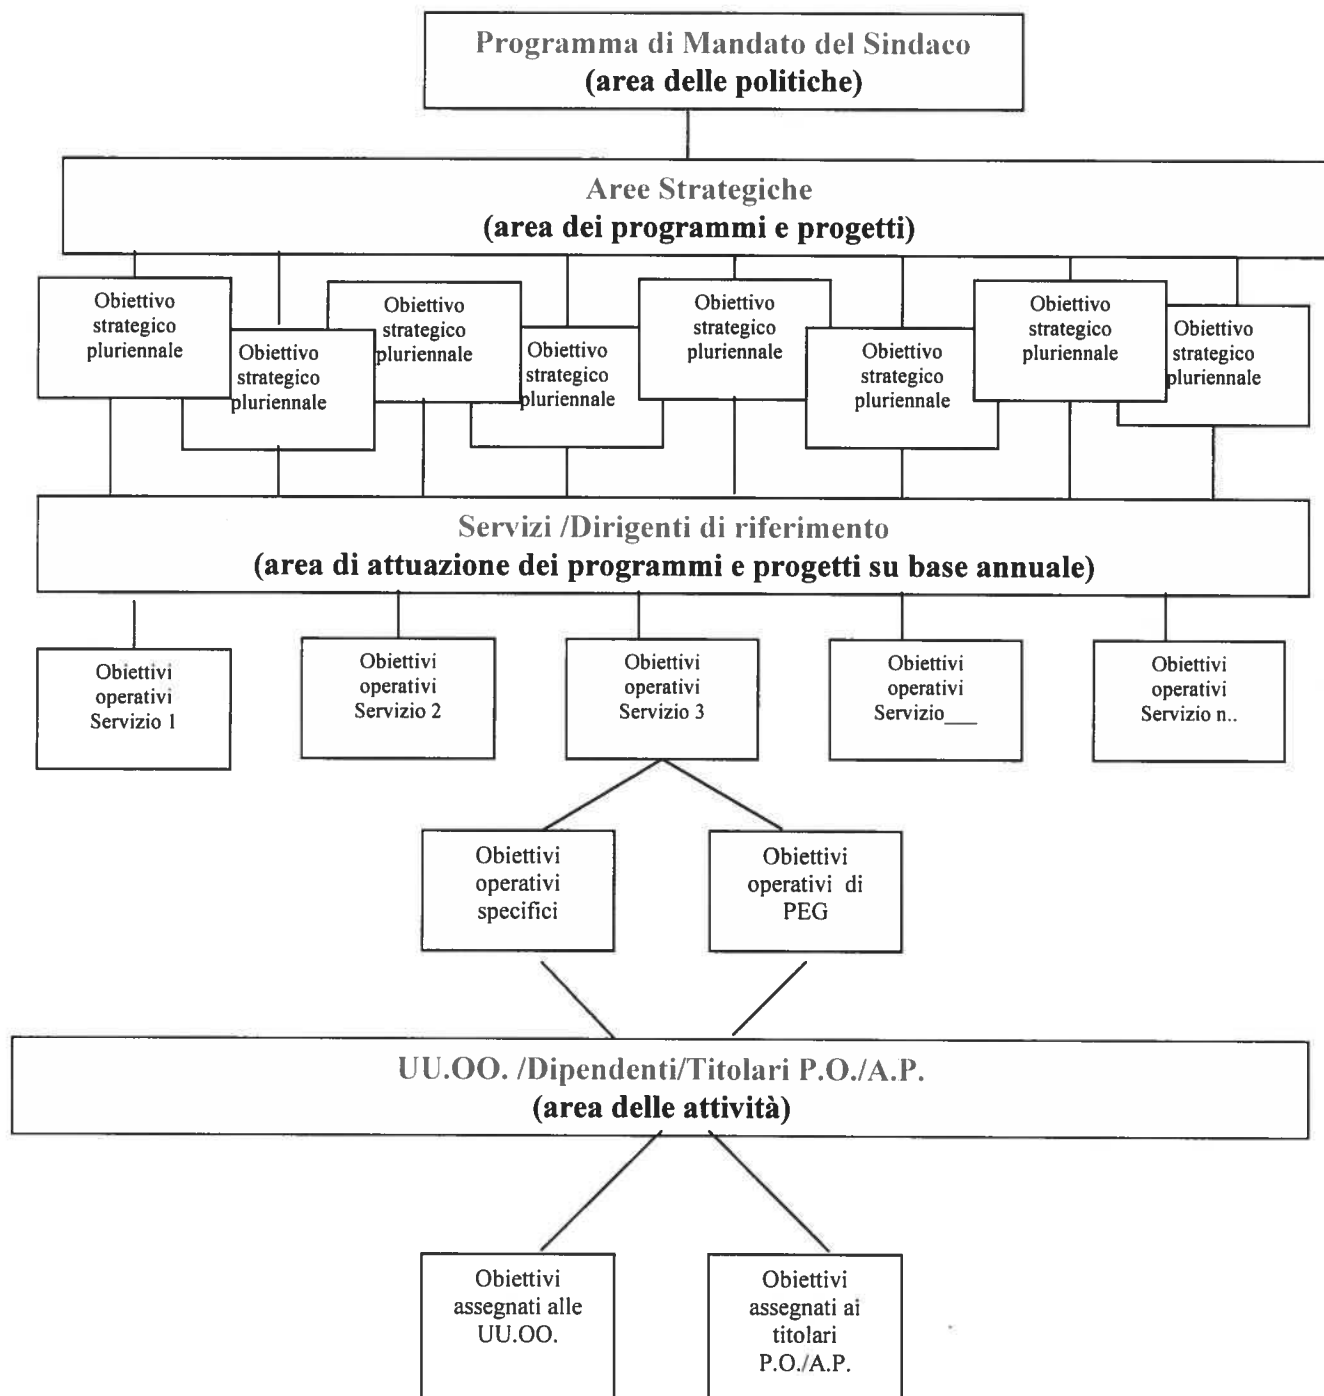 Programma di Mandato del Sindaco
(area delle politiche)
Aree Strategiche
(area dei programmi e progetti)
Obiettivo
strategico
pluriennale
Obiettivo
strategico
pluriennale
Obiettivo
strategico
pluriennale
Obiettivo
strategico
pluriennale
Obiettivo
strategico
pluriennale
Obiettivo
strategico
pluriennale
Obiettivo
strategico
pluriennale
Obiettivo
strategico
pluriennale
Servizi /Dirigenti di riferimento
(area di attuazione dei programmi e progetti su base annuale)
Obiettivi
operativi
Servizio 1
Obiettivi
operativi
Servizio 2
Obiettivi
operativi
Servizio 3
Obiettivi
operativi
Servizio___
Obiettivi
operativi
Servizio n..
Obiettivi
operativi
specifici
Obiettivi
operativi di
PEG
UU.OO. /Dipendenti/Titolari P.O./A.P.
(area delle attività)
Obiettivi
assegnati alle
UU.OO.
Obiettivi
assegnati ai
titolari
P.O./A.P.